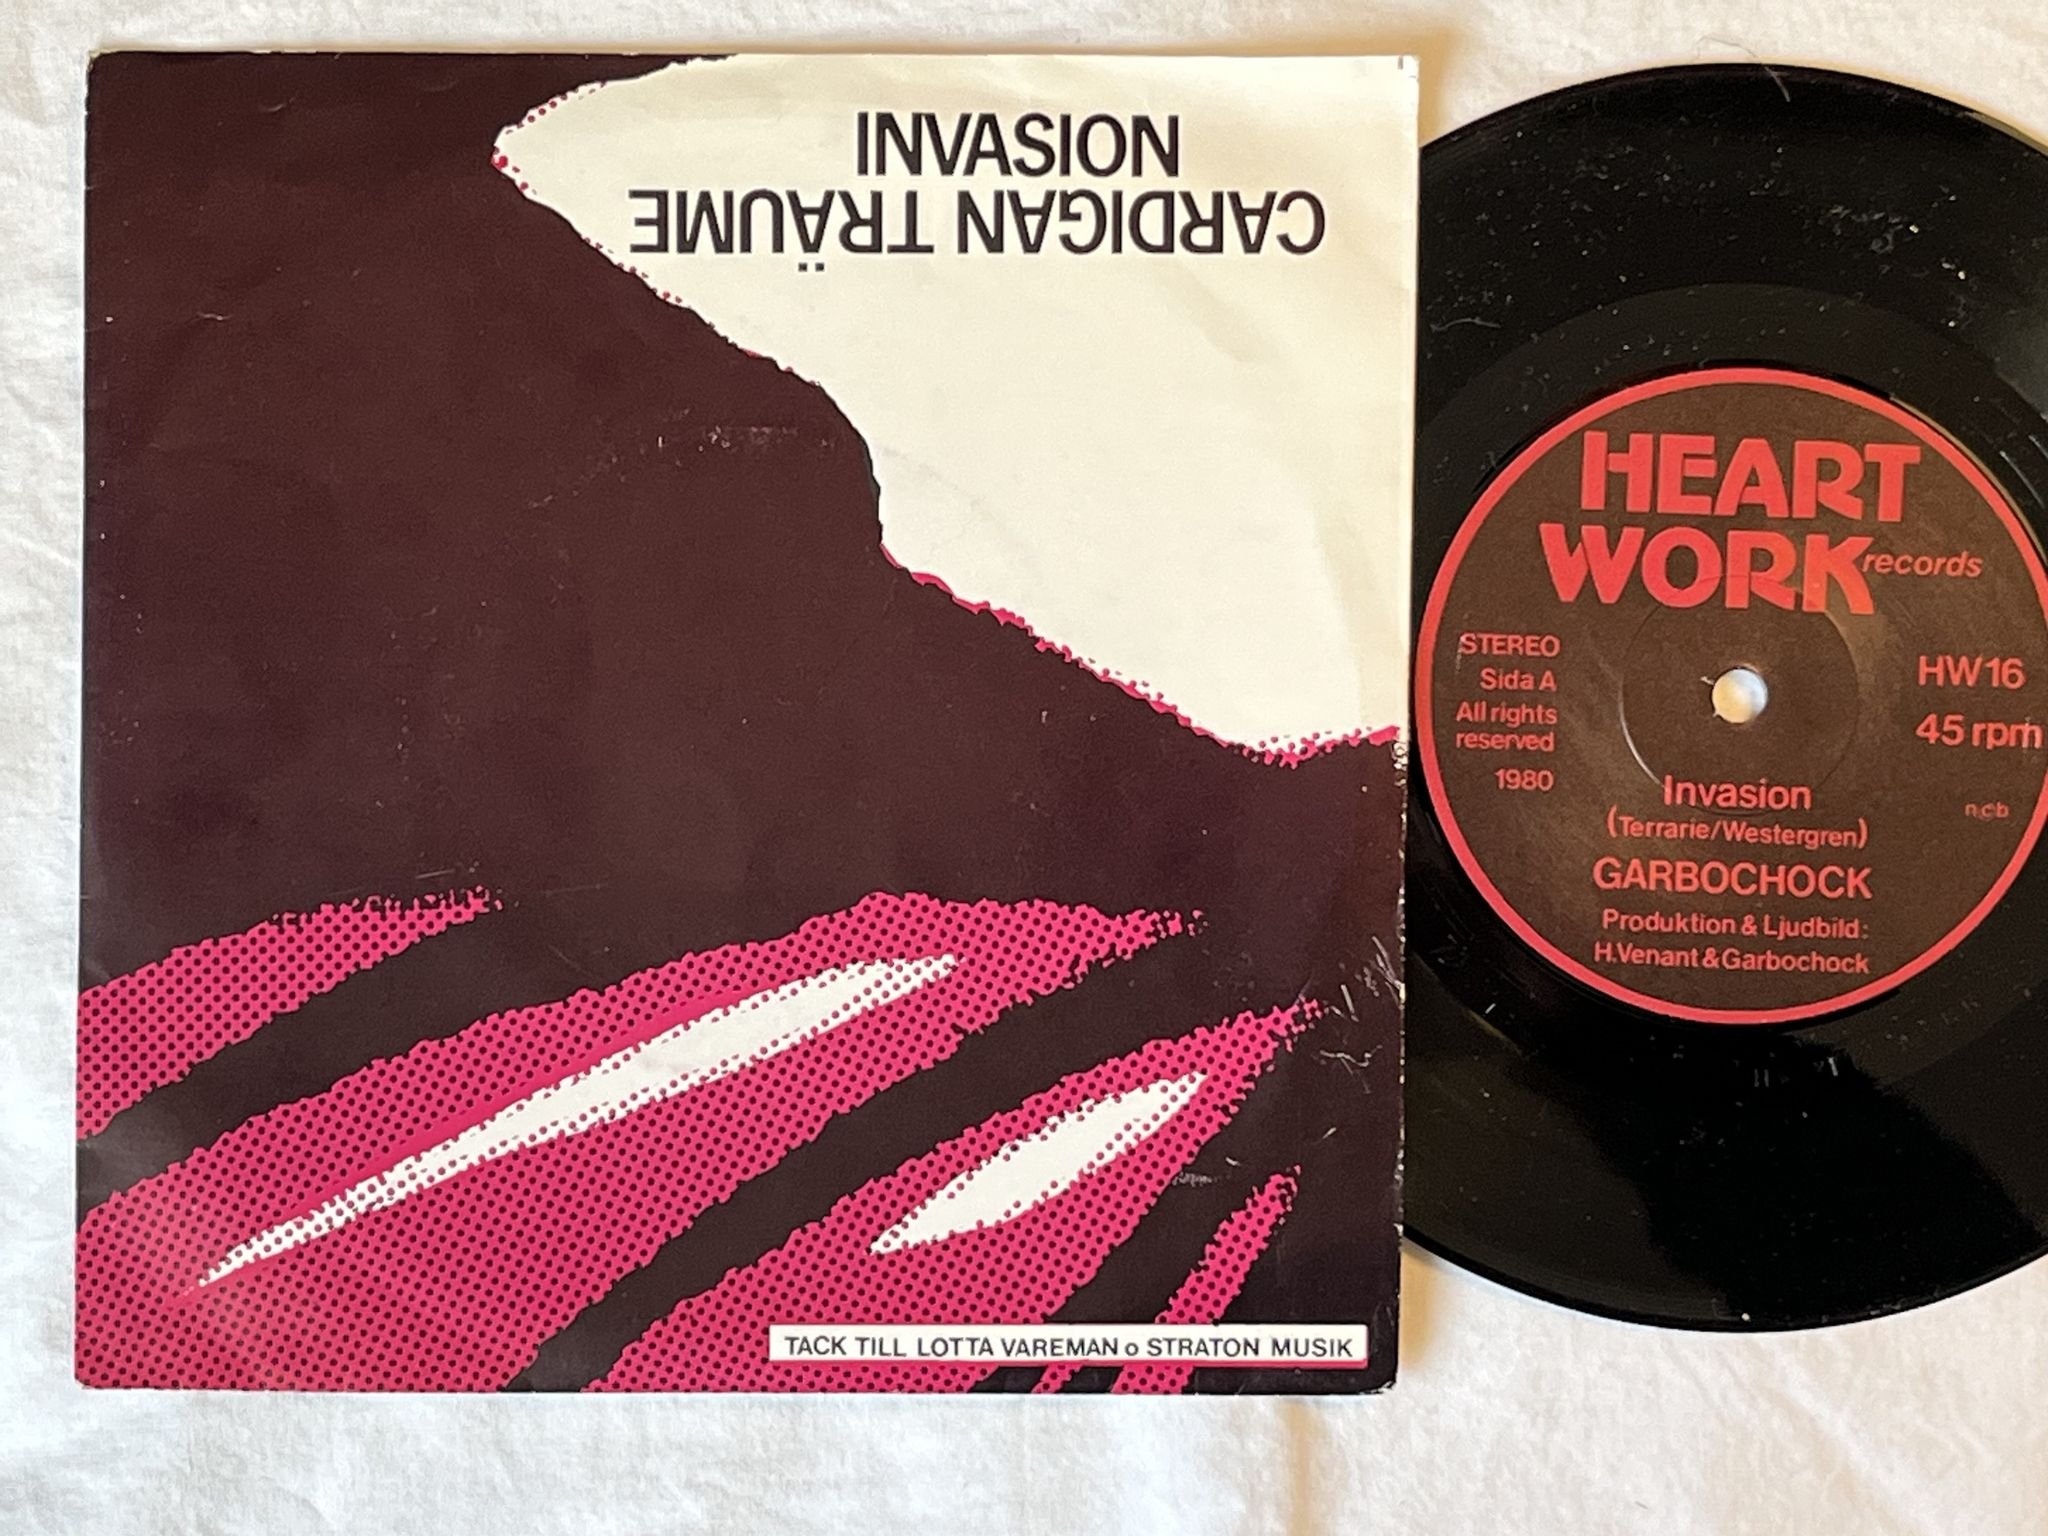 INVASION
CARDIGAN TRÄUME
TACK TILL LOTTA VAREMAN o STRATON MUSIK
HEART
WORK records
STEREO
Sida A
All rights
reserved
1980
HW16
45 rpm
ncb
Invasion
(Terrarie/Westergren)
GARBOCHOCK
Produktion & Ljudbild:
H.Venant & Garbochock